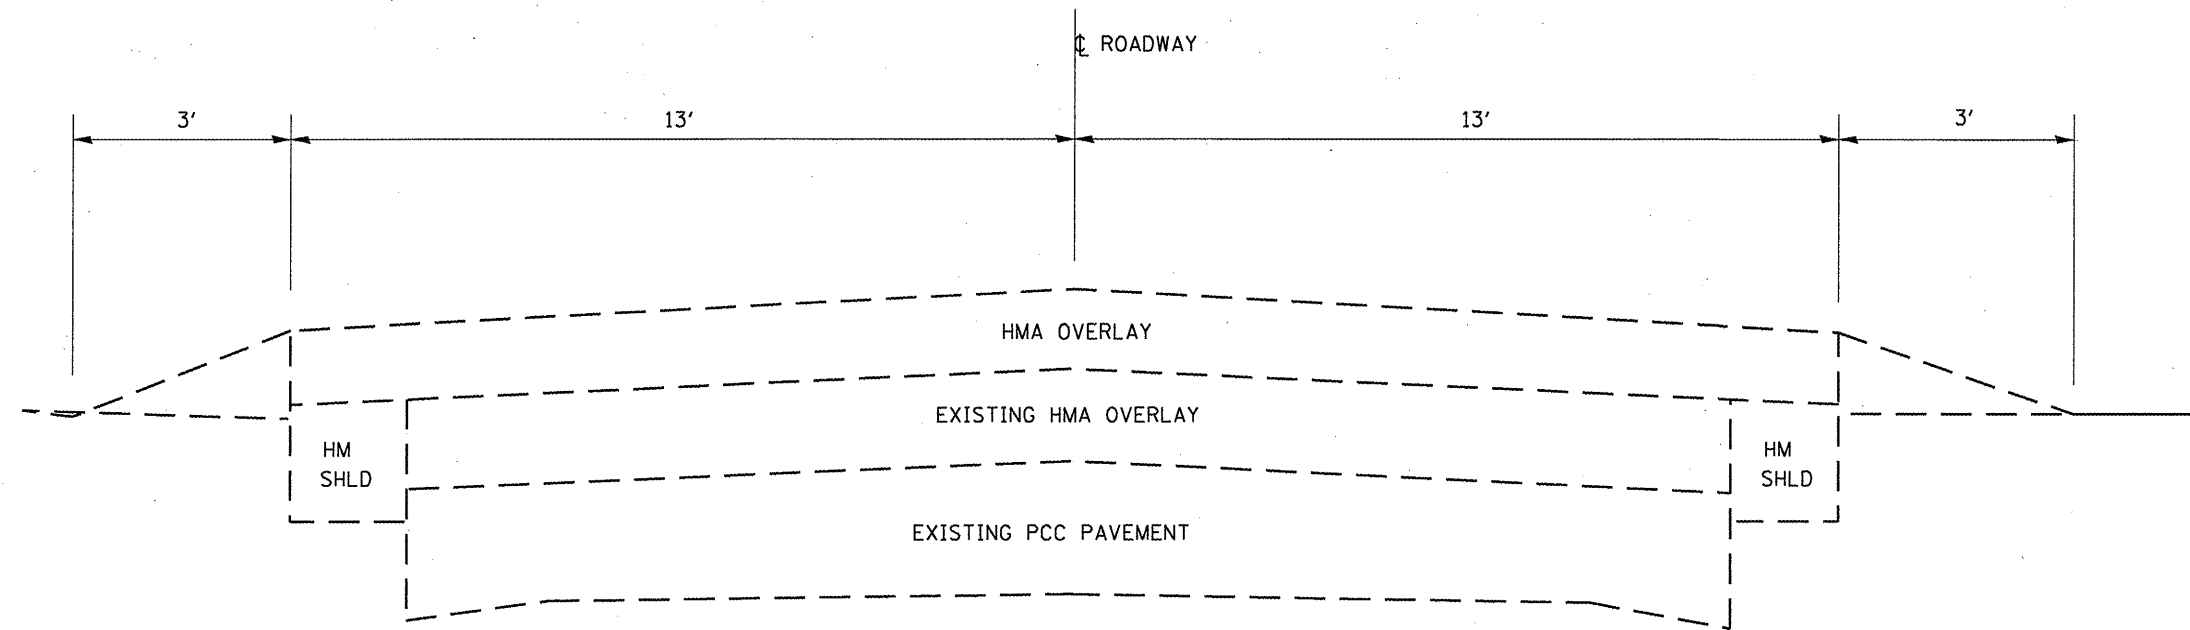 ℄ ROADWAY
3' 13' 13' 3'
HMA OVERLAY
EXISTING HMA OVERLAY
HM
SHLD
HM
SHLD
EXISTING PCC PAVEMENT